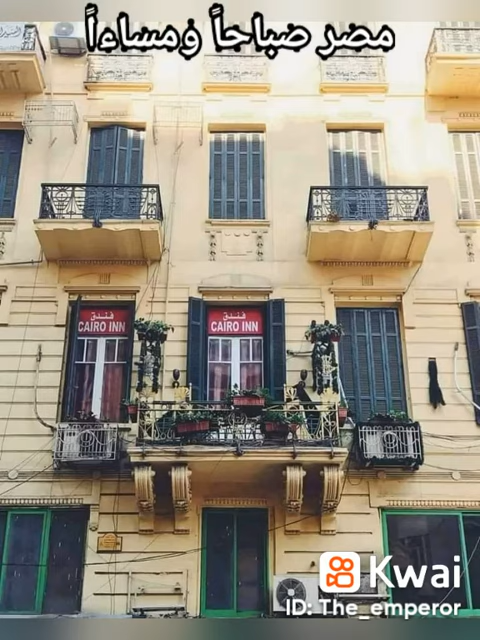 مصر صباحاً ومساءاً
فندق
CAIRO INN
فندق
CAIRO INN
Kwai
ID: The_emperor